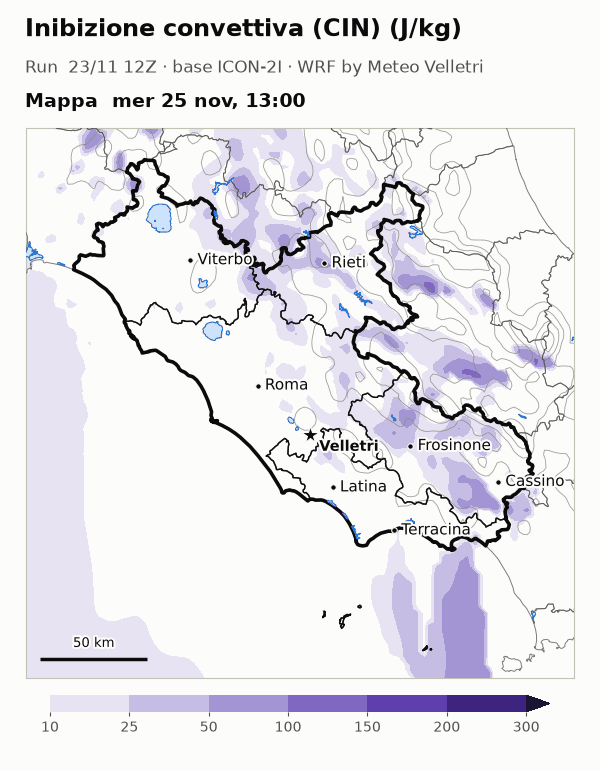 Inibizione convettiva (CIN) (J/kg)
Run  23/11 12Z · base ICON-2I · WRF by Meteo Velletri
Mappa  mer 25 nov, 13:00
Viterbo
Rieti
Roma
Velletri
Frosinone
Cassino
Latina
Terracina
50 km
10 25 50 100 150 200 300